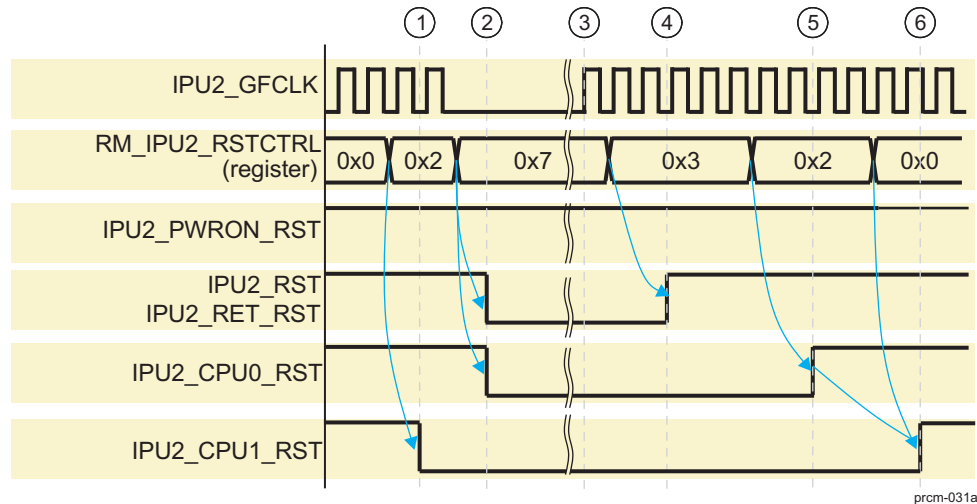 1 2 3 4 5 6
IPU2_GFCLK
RM_IPU2_RSTCTRL
(register)
0x0 0x2 0x7 0x3 0x2 0x0
IPU2_PWRON_RST
IPU2_RST
IPU2_RET_RST
IPU2_CPU0_RST
IPU2_CPU1_RST
prcm-031a